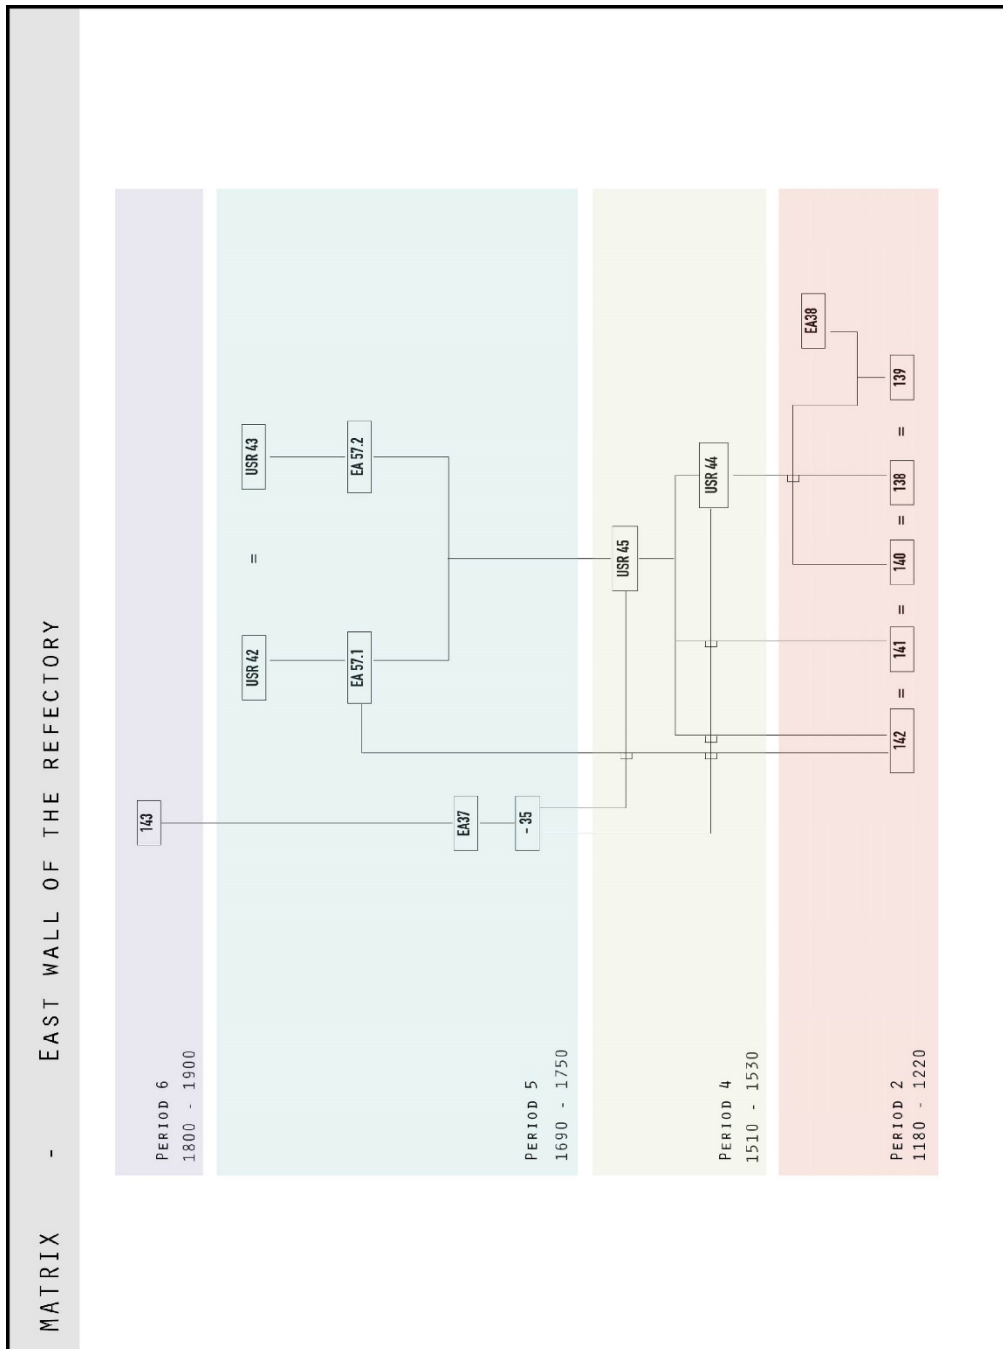 MATRIX - EAST WALL OF THE REFECTORY
143
PERIOD 6
1800 - 1900
USR 42 = USR 43
EA 57.1 EA 57.2
EA37
- 35
PERIOD 5
1690 - 1750
USR 45
USR 44
PERIOD 4
1510 - 1530
EA38
142 = 141 = 140 = 138 = 139
PERIOD 2
1180 - 1220